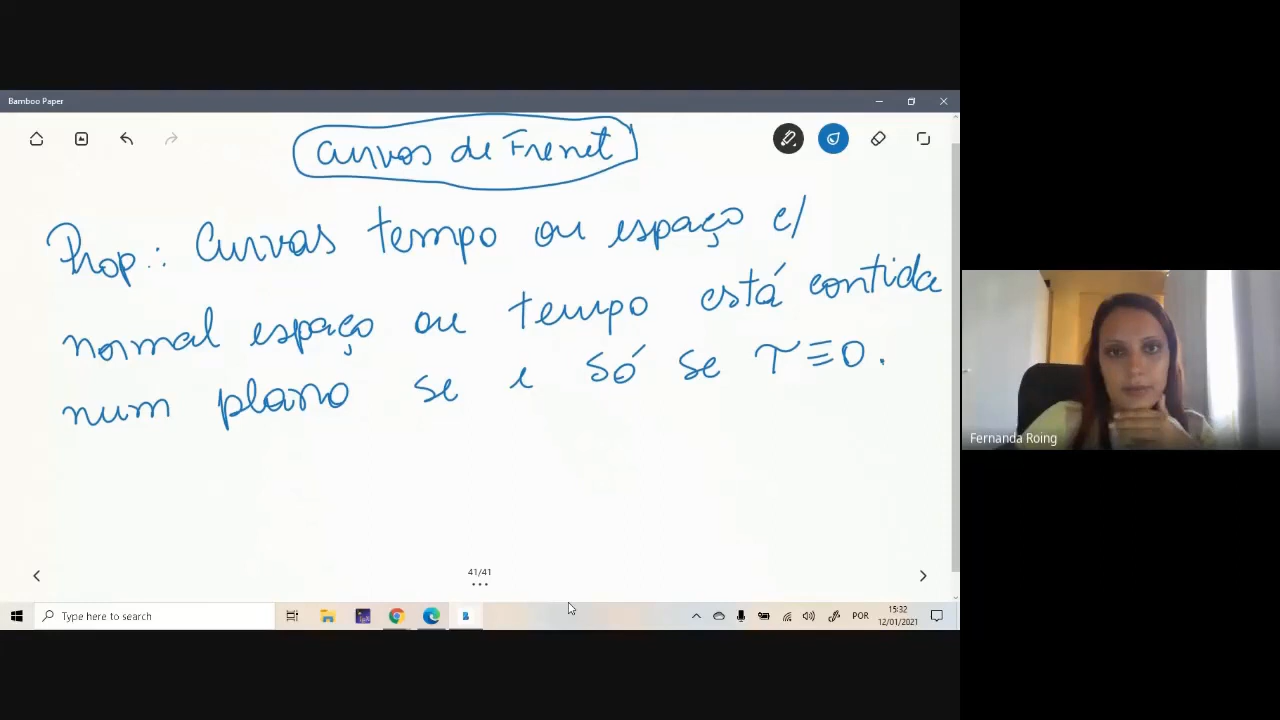 Bamboo Paper
Curvas de Frenet
Prop.: Curvas tempo ou espaço c/
normal espaço ou tempo está contida
num plano se e só se τ≡0.
Fernanda Roing
41/41
Type here to search
POR
15:32
12/01/2021